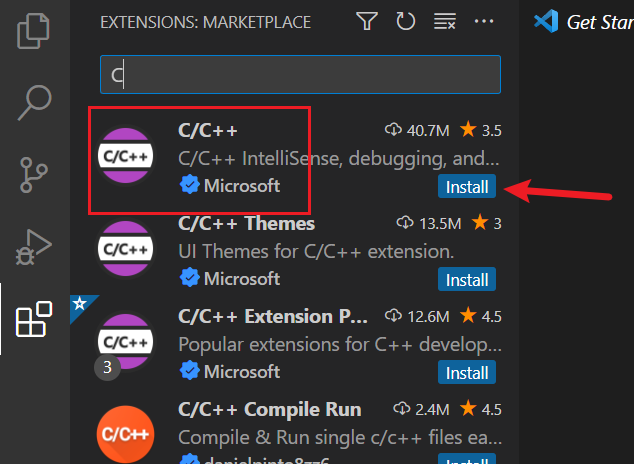 EXTENSIONS: MARKETPLACE
Get Star
C
C/C++
40.7M
3.5
C/C++ IntelliSense, debugging, and...
Microsoft
Install
C/C++
C/C++ Themes
13.5M
3
UI Themes for C/C++ extension.
Microsoft
Install
C/C++
C/C++ Extension P...
12.6M
4.5
Popular extensions for C++ develop...
Microsoft
Install
C/C++
3
C/C++ Compile Run
2.4M
4.5
Compile & Run single c/c++ files ea...
Install
C/C++